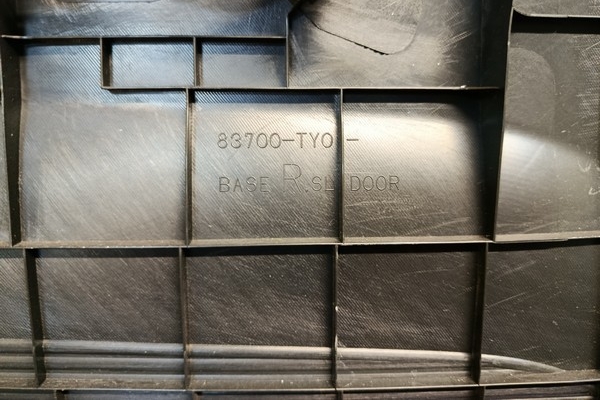 83700-TY0 -
BASE R.SL DOOR